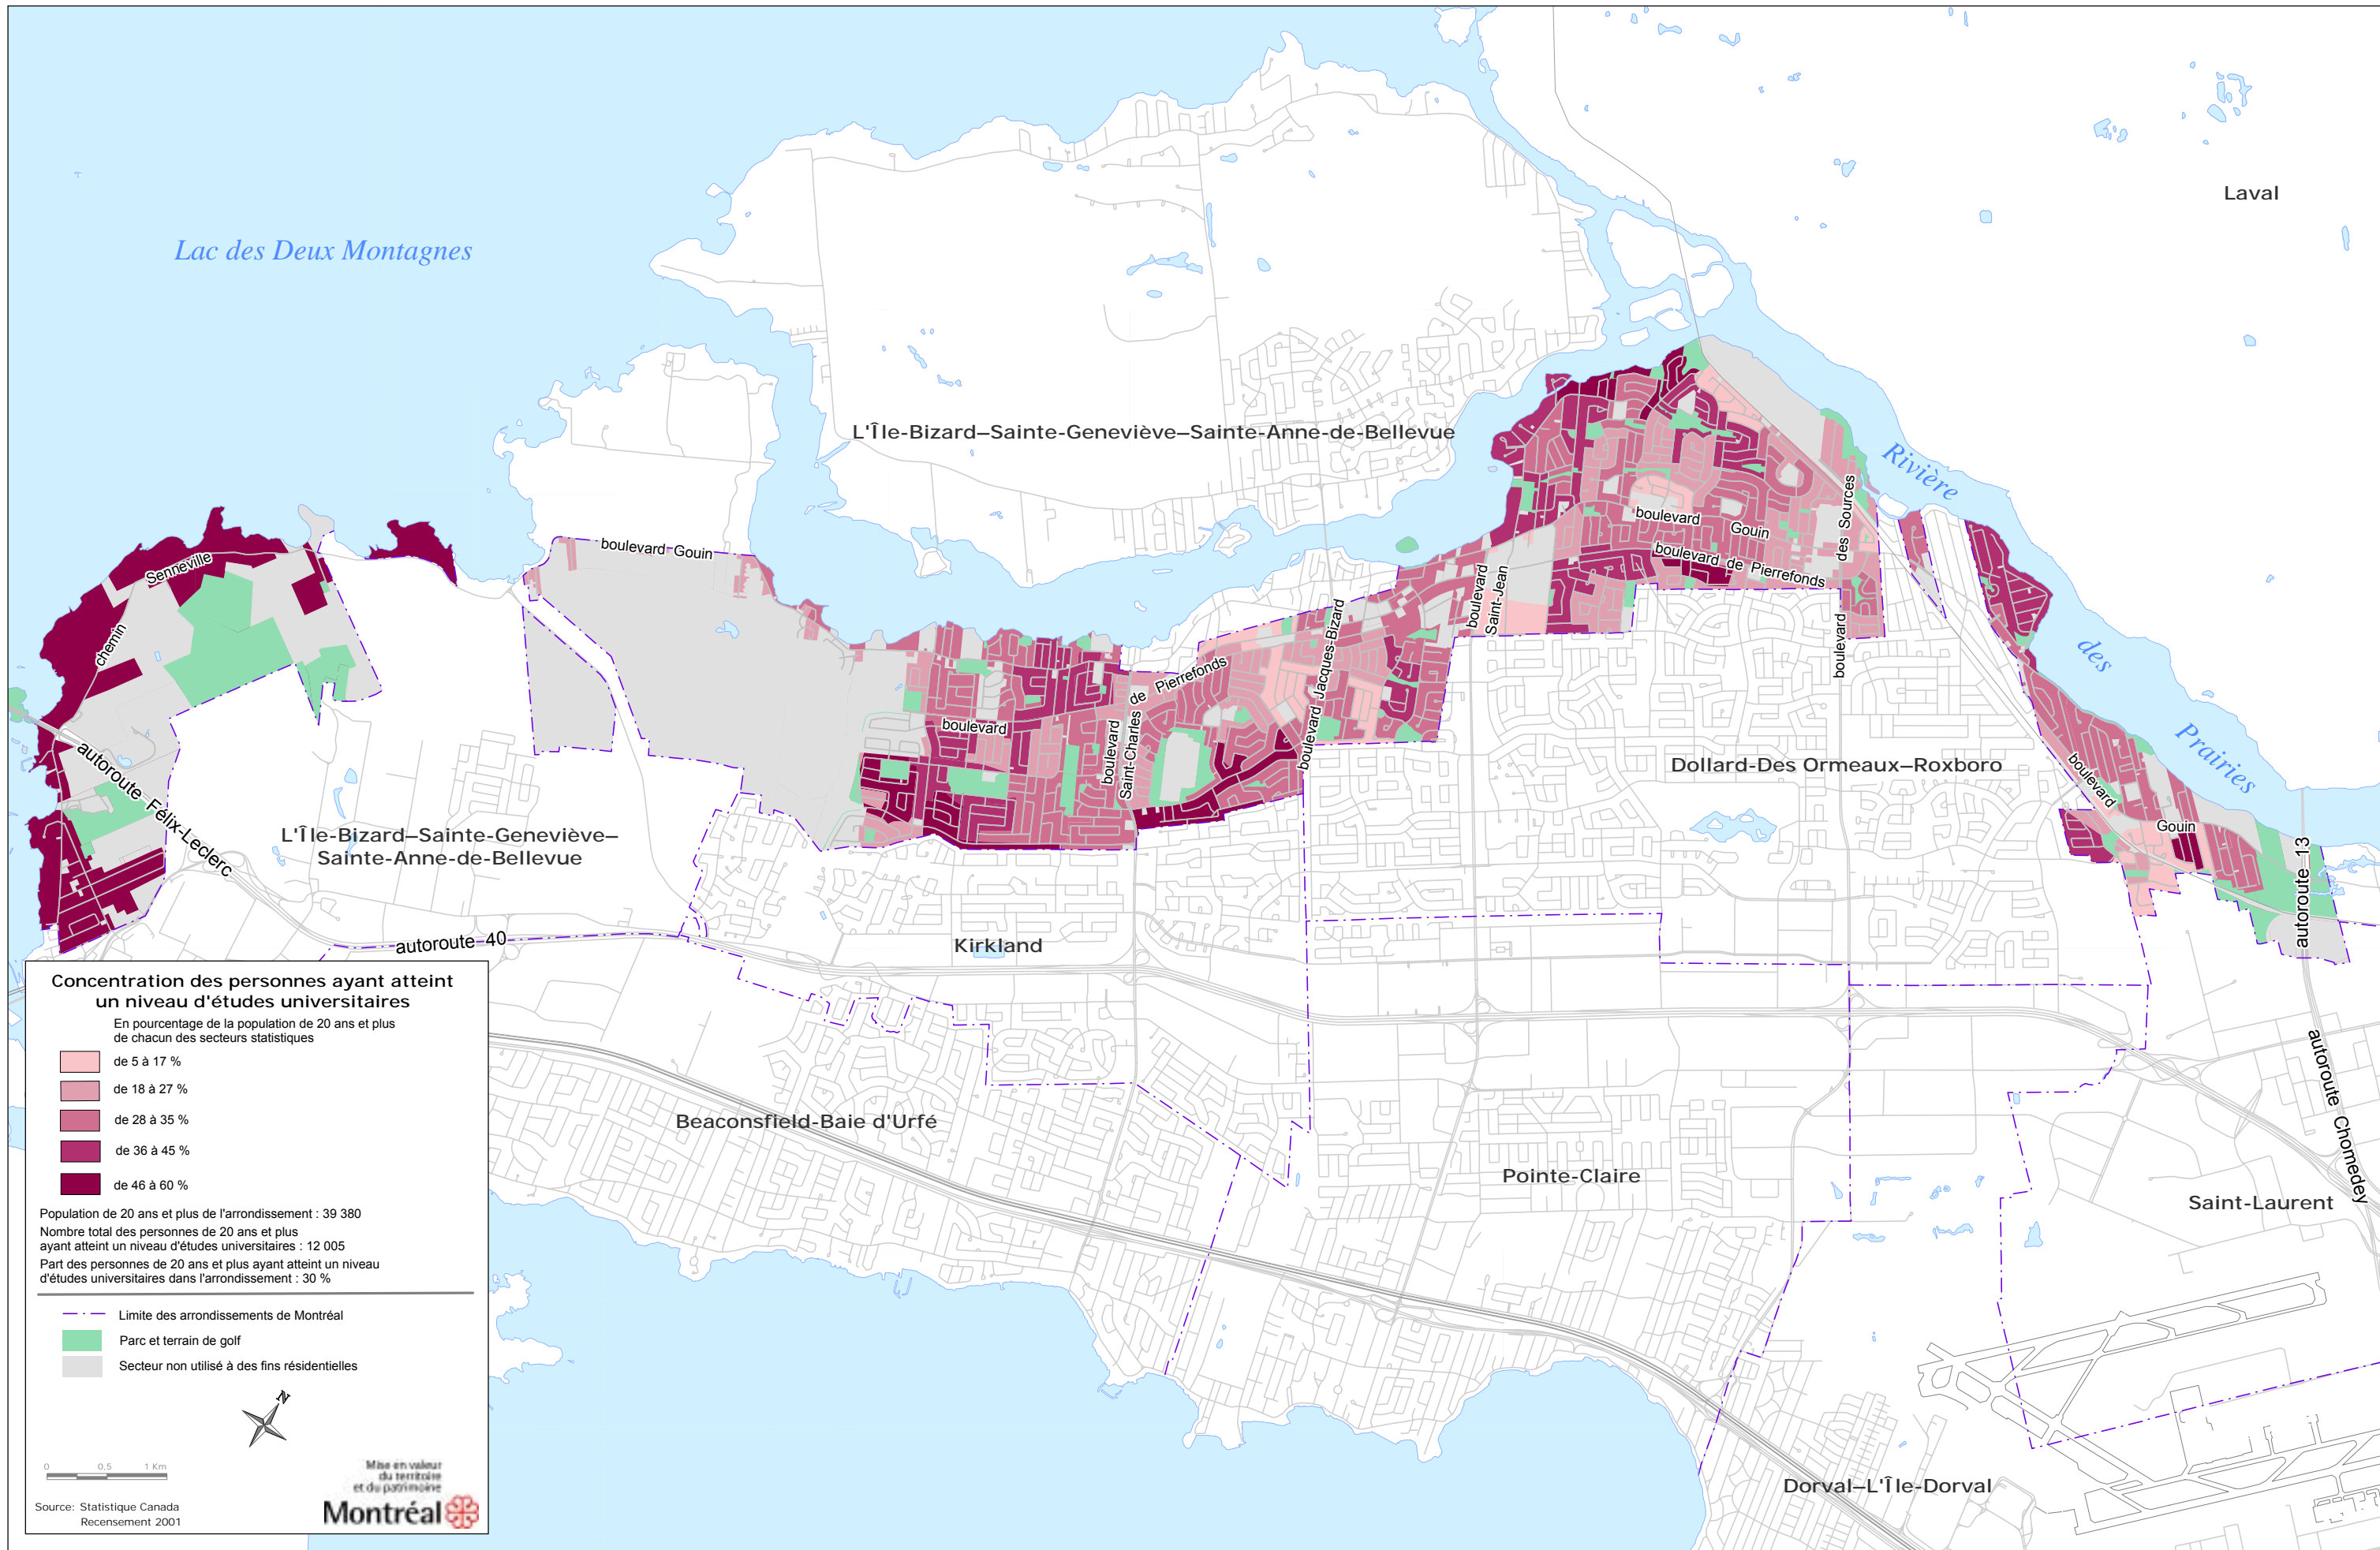 Laval
Lac des Deux Montagnes
L'Île-Bizard–Sainte-Geneviève–Sainte-Anne-de-Bellevue
Rivière
des
Prairies
boulevard Gouin
Senneville
chemin
boulevard
Gouin
des Sources
boulevard de Pierrefonds
boulevard
boulevard
Saint-Jean
boulevard Jacques-Bizard
de Pierrefonds
boulevard
boulevard
Saint-Charles
autoroute Félix-Leclerc
L'Île-Bizard–Sainte-Geneviève–
Sainte-Anne-de-Bellevue
Dollard-Des Ormeaux–Roxboro
boulevard
Gouin
autoroute 13
autoroute 40
Kirkland
autoroute Chomedey
Beaconsfield-Baie d'Urfé
Pointe-Claire
Saint-Laurent
Dorval–L'Île-Dorval
Concentration des personnes ayant atteint
un niveau d'études universitaires
En pourcentage de la population de 20 ans et plus
de chacun des secteurs statistiques
de 5 à 17 %
de 18 à 27 %
de 28 à 35 %
de 36 à 45 %
de 46 à 60 %
Population de 20 ans et plus de l'arrondissement : 39 380
Nombre total des personnes de 20 ans et plus
ayant atteint un niveau d'études universitaires : 12 005
Part des personnes de 20 ans et plus ayant atteint un niveau
d'études universitaires dans l'arrondissement : 30 %
Limite des arrondissements de Montréal
Parc et terrain de golf
Secteur non utilisé à des fins résidentielles
N
0 0,5 1 Km
Mise en valeur
du territoire
et du patrimoine
Montréal
Source: Statistique Canada
Recensement 2001